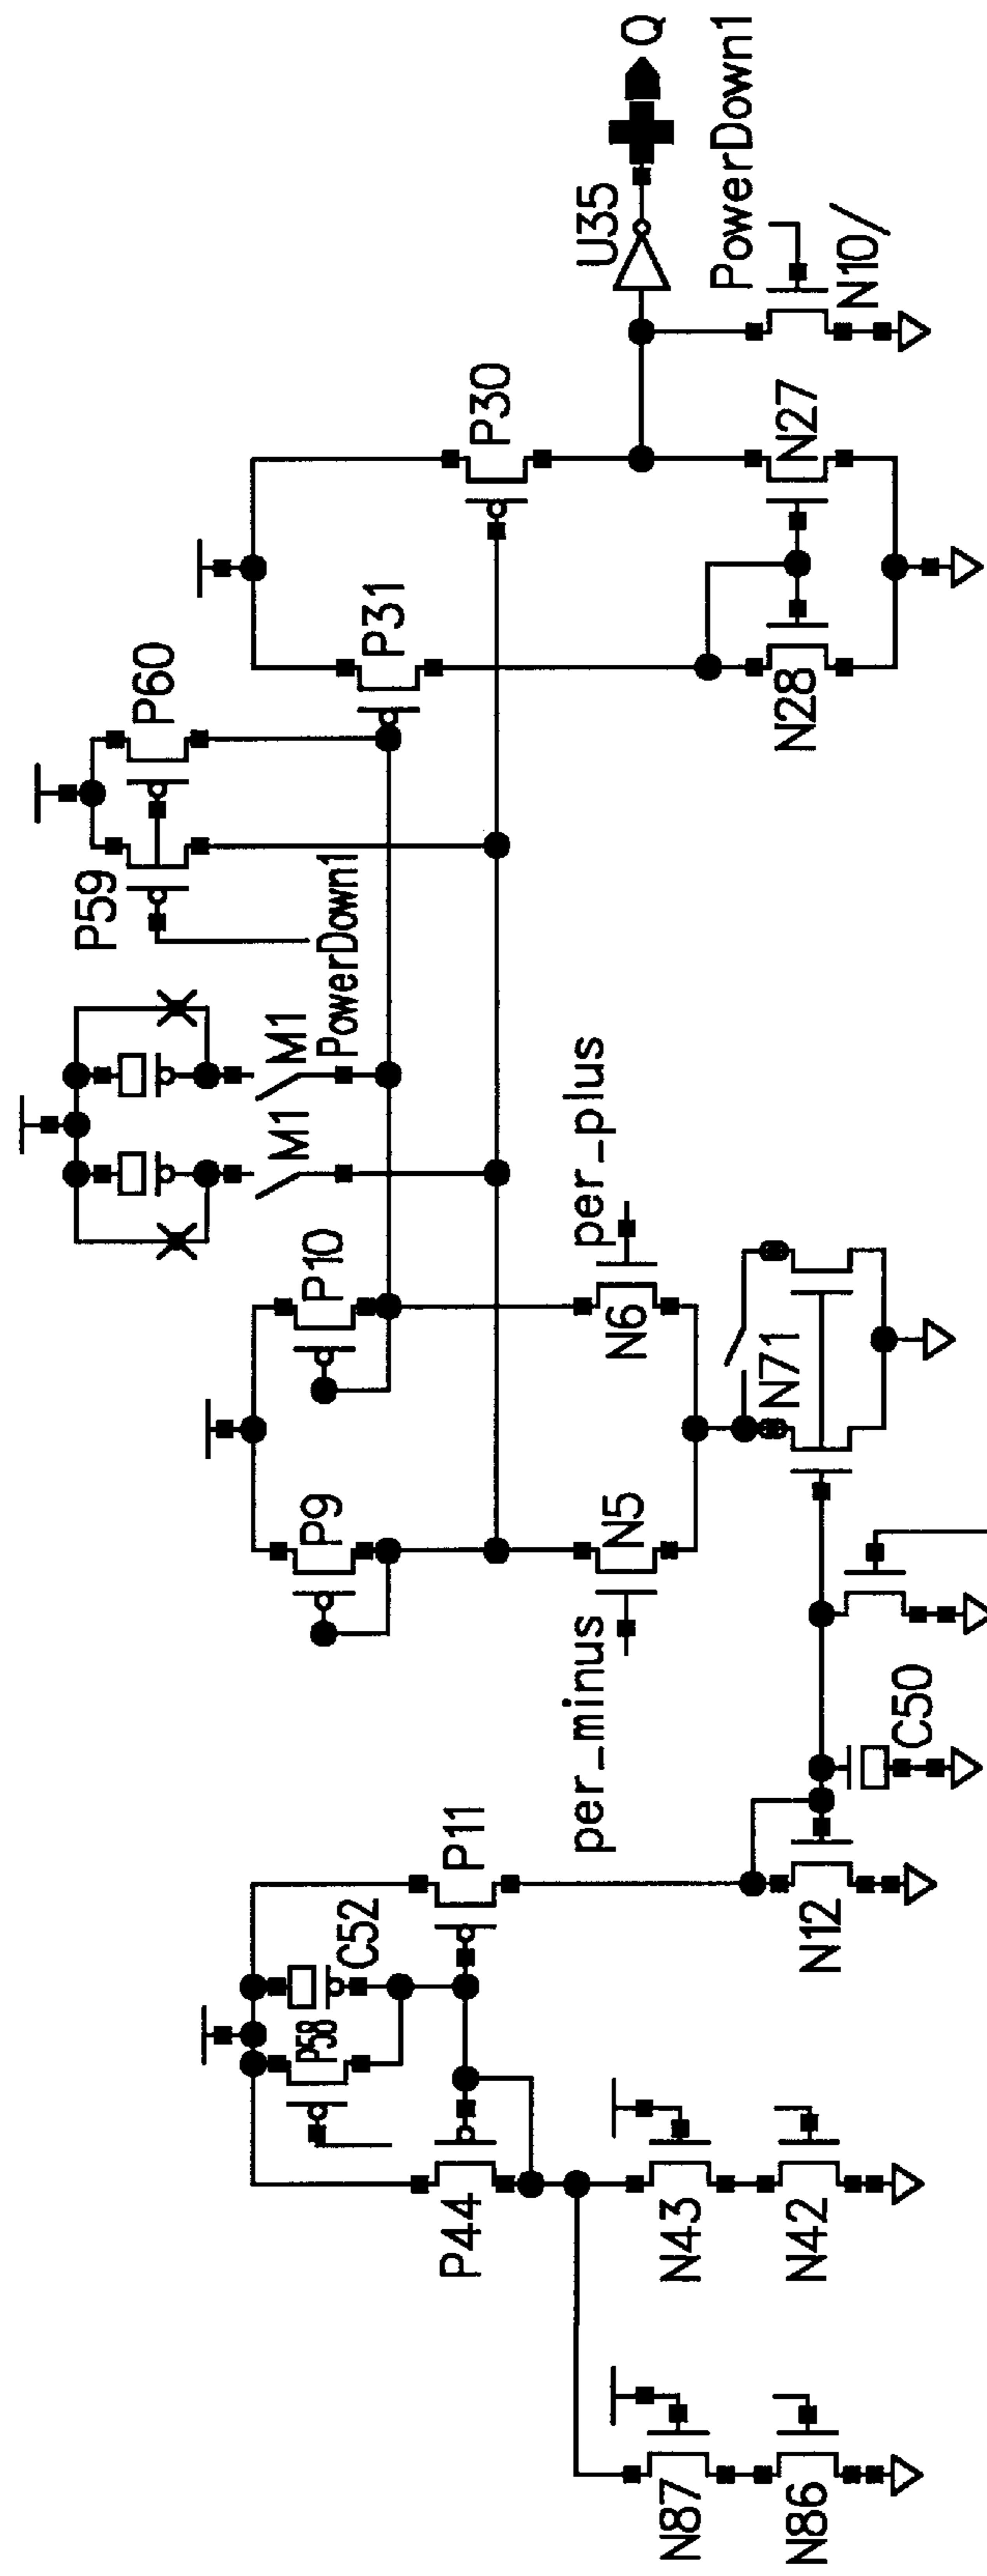 Q
PowerDown1
U35
N10/
P30
N27
P31
N28
P60
P59
PowerDown1
M1
M1
per_plus
P10
N6
N71
P9
N5
per_minus
C50
P11
N12
C52
P58
P44
N43
N42
N87
N86